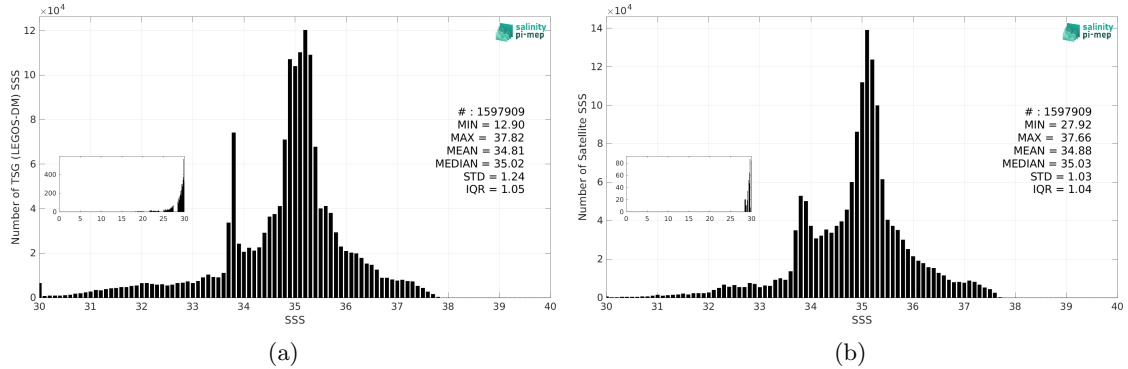 ×10⁴
12
10
8
6
4
2
0
Number of TSG (LEGOS-DM) SSS
salinity
pi-mep
# : 1597909
MIN = 12.90
MAX = 37.82
MEAN = 34.81
MEDIAN = 35.02
STD = 1.24
IQR = 1.05
400
200
0
0 5 10 15 20 25 30
30 31 32 33 34 35 36 37 38 39 40
SSS
(a)
×10⁴
14
12
10
8
6
4
2
0
Number of Satellite SSS
salinity
pi-mep
# : 1597909
MIN = 27.92
MAX = 37.66
MEAN = 34.88
MEDIAN = 35.03
STD = 1.03
IQR = 1.04
80
60
40
20
0
0 5 10 15 20 25 30
30 31 32 33 34 35 36 37 38 39 40
SSS
(b)